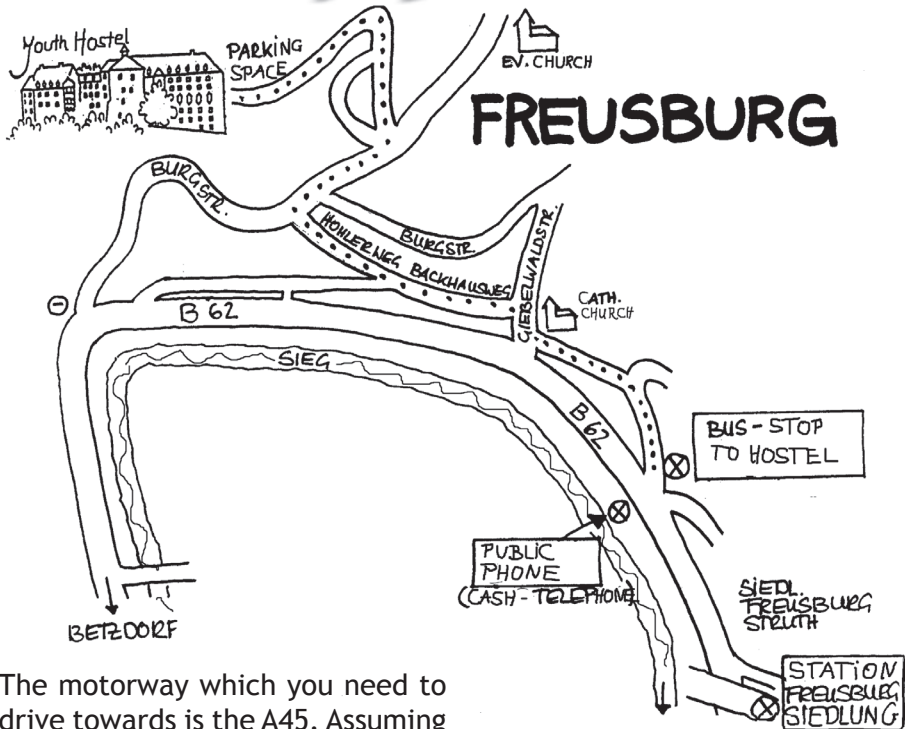 Youth Hostel
PARKING
SPACE
EV. CHURCH
FREUSBURG
BURGSTR.
BURGSTR.
HOHLERWEG BACKHAUSWEG
GIEBELWALDSTR.
CATH.
CHURCH
B 62
SIEG
B 62
BUS-STOP
TO HOSTEL
PUBLIC
PHONE
(CASH-TELEPHONE)
BETZDORF
SIEDL.
FREUSBURG
STRUTH
STATION
FREUSBURG
SIEDLUNG
The motorway which you need to
drive towards is the A45. Assuming